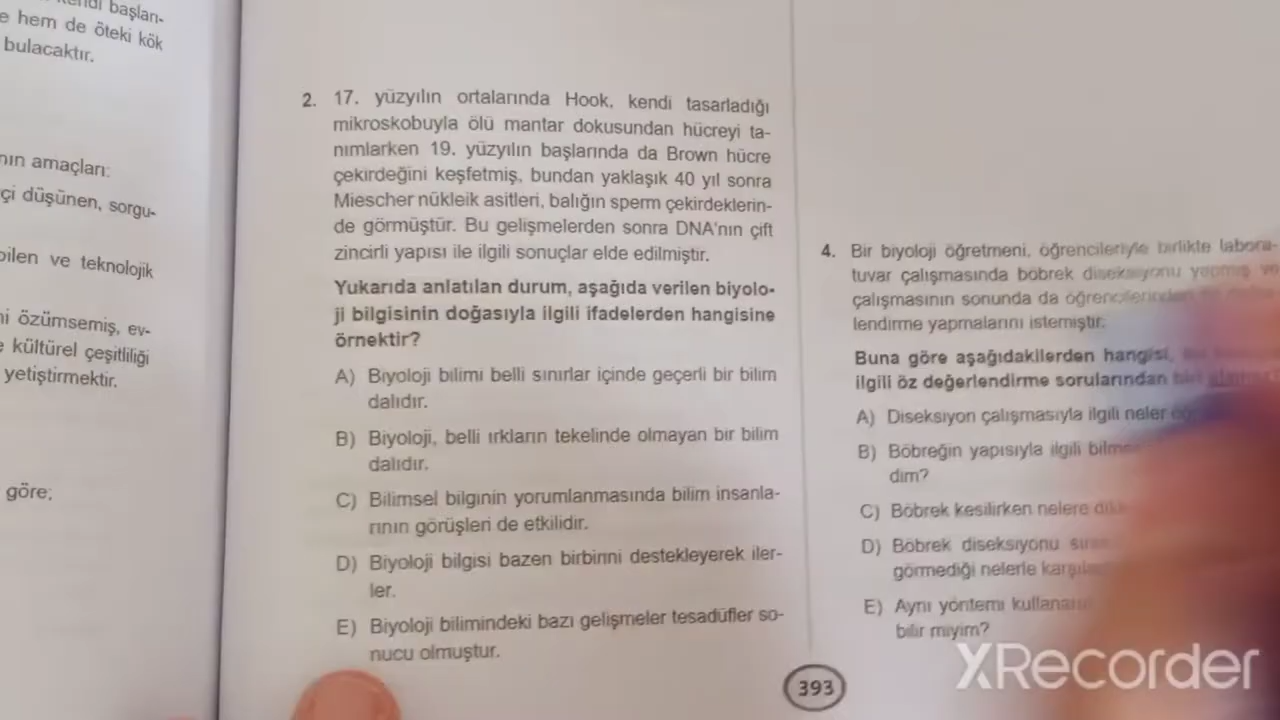 başlan-
e hem de öteki kök
bulacaktır.
nın amaçları:
çi düşünen, sorgu-
bilen ve teknolojik
ni özümsemiş, ev-
e kültürel çeşitliliği
yetiştirmektir.
göre;
2. 17. yüzyılın ortalarında Hook, kendi tasarladığı
mikroskobuyla ölü mantar dokusundan hücreyi ta-
nımlarken 19. yüzyılın başlarında da Brown hücre
çekirdeğini keşfetmiş, bundan yaklaşık 40 yıl sonra
Miescher nükleik asitleri, balığın sperm çekirdeklerin-
de görmüştür. Bu gelişmelerden sonra DNA'nın çift
zincirli yapısı ile ilgili sonuçlar elde edilmiştir.
Yukarıda anlatılan durum, aşağıda verilen biyolo-
ji bilgisinin doğasıyla ilgili ifadelerden hangisine
örnektir?
A) Biyoloji bilimi belli sınırlar içinde geçerli bir bilim
dalıdır.
B) Biyoloji, belli ırkların tekelinde olmayan bir bilim
dalıdır.
C) Bilimsel bilginin yorumlanmasında bilim insanla-
rının görüşleri de etkilidir.
D) Biyoloji bilgisi bazen birbirini destekleyerek iler-
ler.
E) Biyoloji bilimindeki bazı gelişmeler tesadüfler so-
nucu olmuştur.
4. Bir biyoloji öğretmeni, öğrencileriyle birlikte labora-
tuvar çalışmasında böbrek diseksiyonu yapmış ve
çalışmasının sonunda da öğrencilerinden
lendirme yapmalarını istemiştir.
Buna göre aşağıdakilerden hangisi,
ilgili öz değerlendirme sorularından biri
A) Diseksiyon çalışmasıyla ilgili neler
B) Böbreğin yapısıyla ilgili
dim?
C) Böbrek kesilirken nelere
D) Böbrek diseksiyonu
görmediği nelerle
E) Aynı yöntemi
bilir miyim?
393
XRecorder